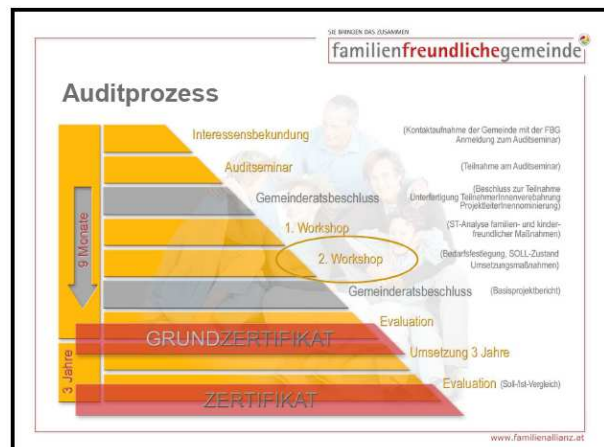 SIE BRINGEN DAS ZUSAMMEN
familienfreundlichegemeinde
Auditprozess
Interessensbekundung
(Kontaktaufnahme der Gemeinde mit der FBG
Anmeldung zum Auditseminar)
Auditseminar
(Teilnahme am Auditseminar)
Gemeinderatsbeschluss
(Beschluss zur Teilnahme
Unterfertigung TeilnehmerInnenverebahrung
ProjektleiterInnennominierung)
1. Workshop
(ST-Analyse familien- und kinder-
freundlicher Maßnahmen)
2. Workshop
(Bedarfsfestlegung, SOLL-Zustand
Umsetzungsmaßnahmen)
Gemeinderatsbeschluss
(Basisprojektbericht)
9 Monate
Evaluation
GRUNDZERTIFIKAT
Umsetzung 3 Jahre
3 Jahre
Evaluation (Soll-/Ist-Vergleich)
ZERTIFIKAT
www.familienallianz.at